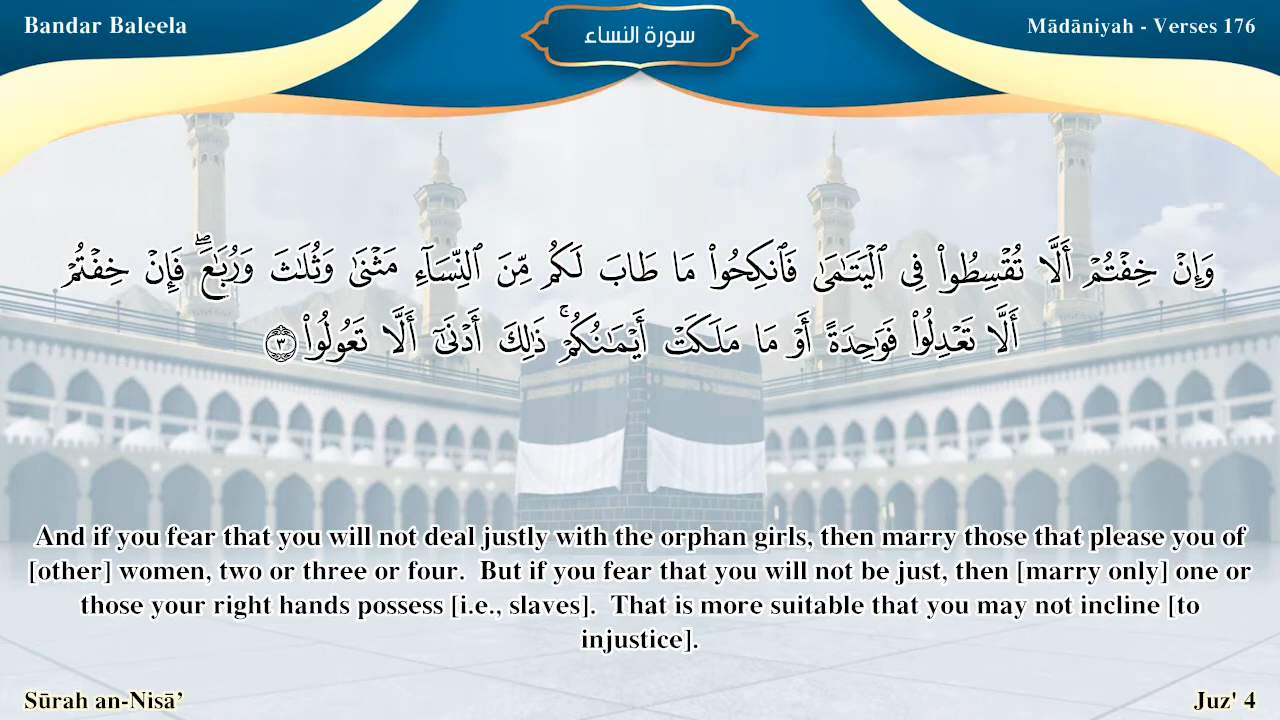 Bandar Baleela
سورة النساء
Mādāniyah - Verses 176
وَإِنْ خِفْتُمْ أَلَّا تُقْسِطُوا۟ فِى ٱلْيَتَـٰمَىٰ فَٱنكِحُوا۟ مَا طَابَ لَكُم مِّنَ ٱلنِّسَآءِ مَثْنَىٰ وَثُلَـٰثَ وَرُبَـٰعَ ۖ فَإِنْ خِفْتُمْ
أَلَّا تَعْدِلُوا۟ فَوَٰحِدَةً أَوْ مَا مَلَكَتْ أَيْمَـٰنُكُمْ ۚ ذَٰلِكَ أَدْنَىٰٓ أَلَّا تَعُولُوا۟ ٣
And if you fear that you will not deal justly with the orphan girls, then marry those that please you of
[other] women, two or three or four.  But if you fear that you will not be just, then [marry only] one or
those your right hands possess [i.e., slaves].  That is more suitable that you may not incline [to
injustice].
Sūrah an-Nisā’
Juz' 4